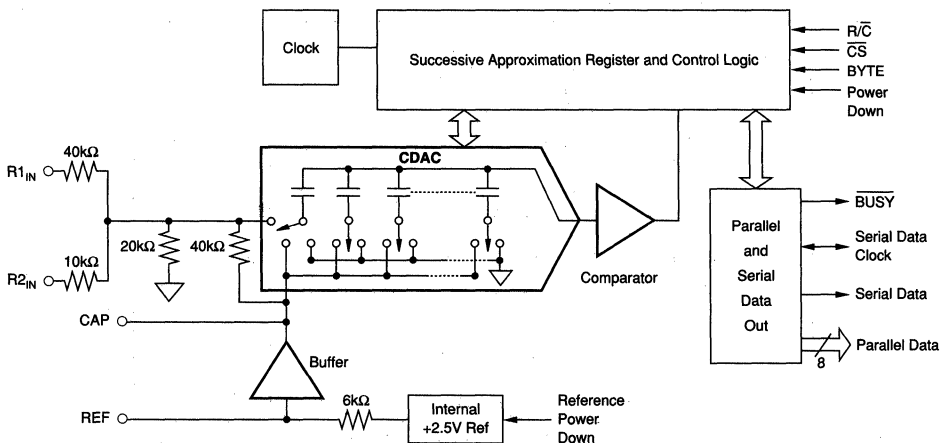 Clock
Successive Approximation Register and Control Logic
R/C̅
C̅S̅
BYTE
Power
Down
CDAC
40kΩ
R1IN
20kΩ
40kΩ
10kΩ
R2IN
CAP
Buffer
REF
6kΩ
Internal
+2.5V Ref
Reference
Power
Down
Comparator
Parallel
and
Serial
Data
Out
B̅U̅S̅Y̅
Serial Data
Clock
Serial Data
Parallel Data
8